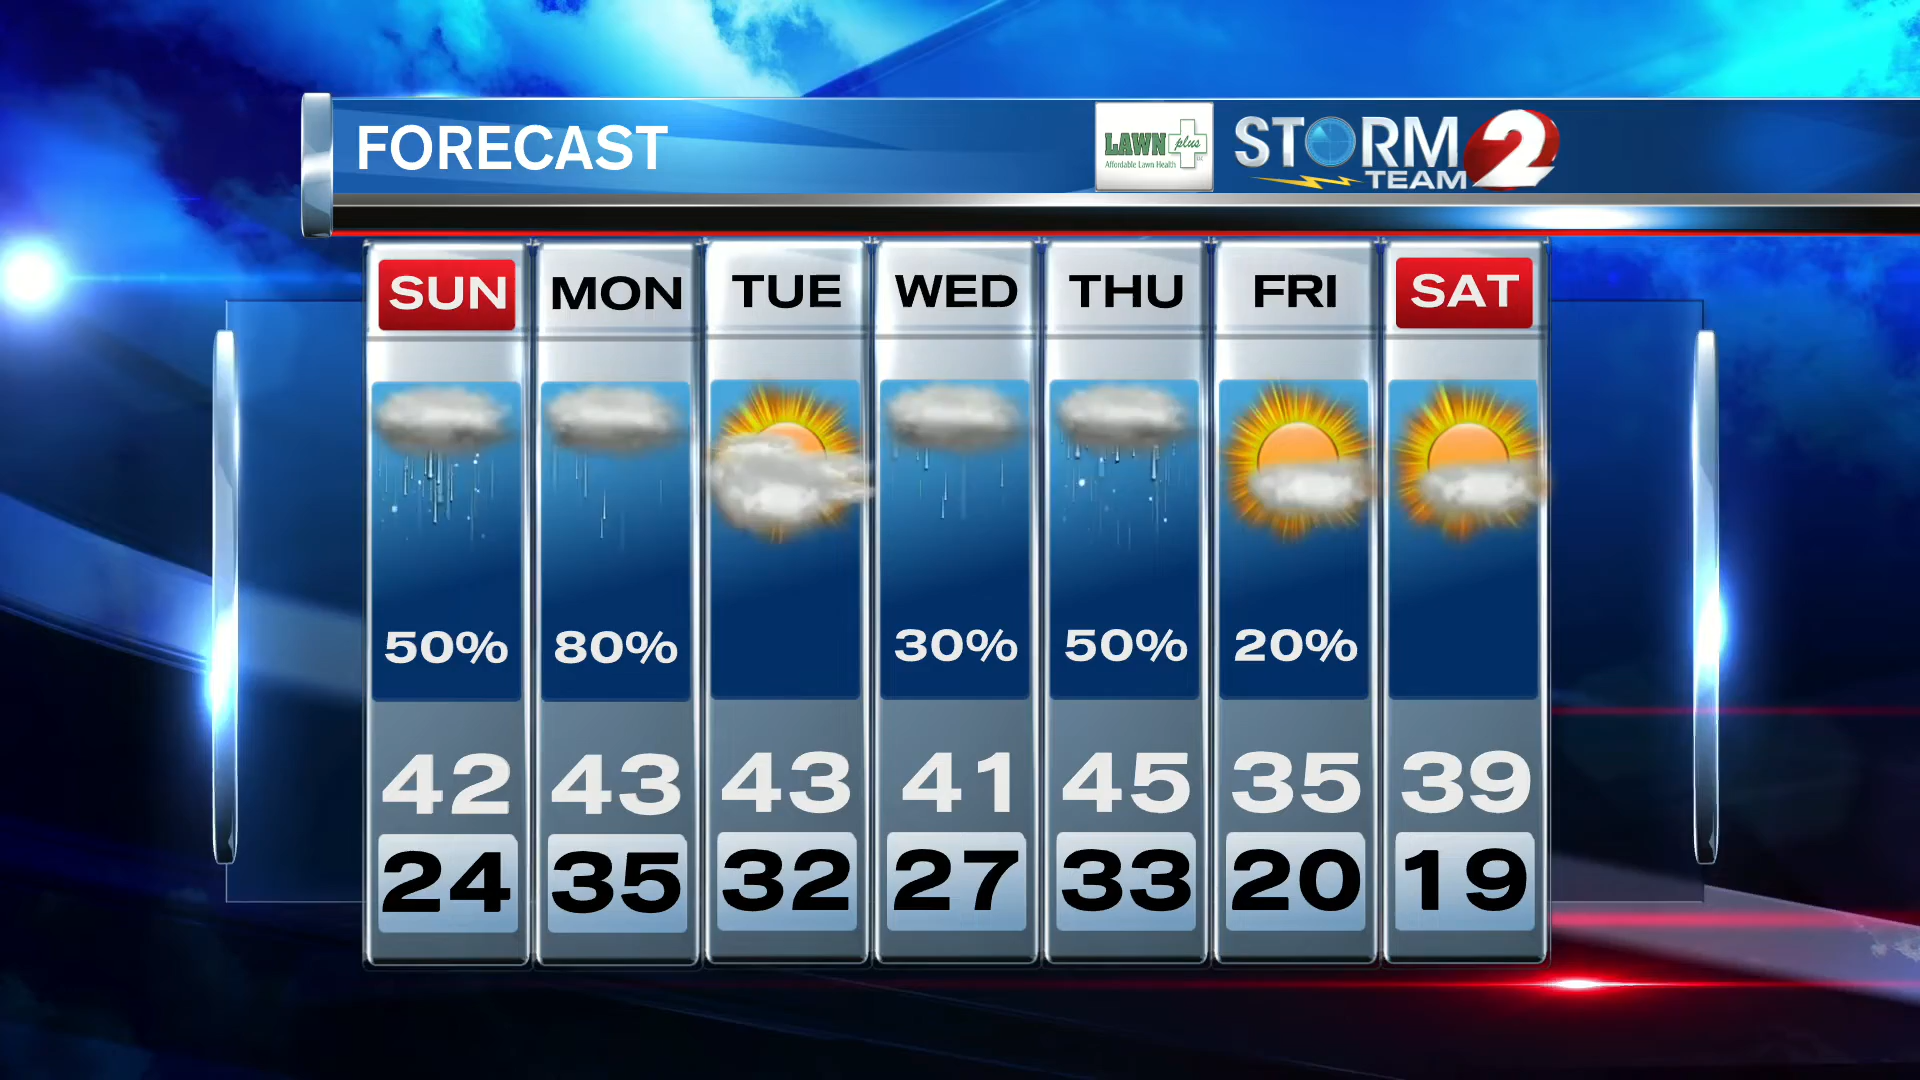 FORECAST
LAWN plus
Affordable Lawn Health
STORM
TEAM 2
SUN MON TUE WED THU FRI SAT
50% 80% 30% 50% 20%
42 43 43 41 45 35 39
24 35 32 27 33 20 19